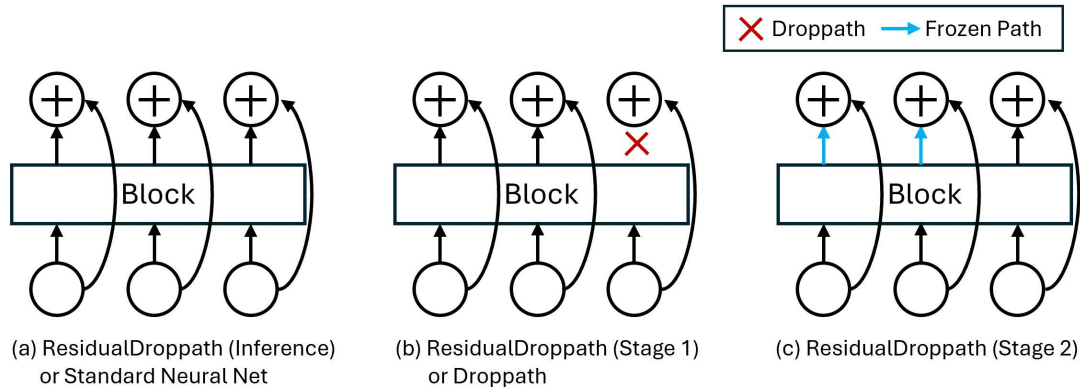 Droppath Frozen Path
Block Block Block
(a) ResidualDroppath (Inference)
or Standard Neural Net
(b) ResidualDroppath (Stage 1)
or Droppath
(c) ResidualDroppath (Stage 2)